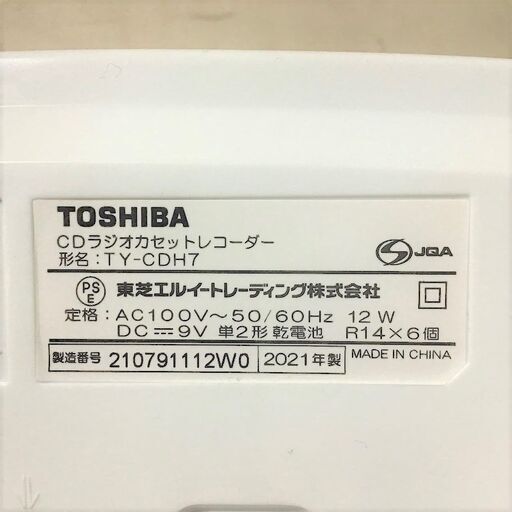 TOSHIBA
CDラジオカセットレコーダー
形名:TY-CDH7
S JQA
PS E 東芝エルイートレーディング株式会社
定格:AC100V～50/60Hz 12W
DC⎓9V 単2形 乾電池 R14×6個
製造番号 210791112W0 2021年製 MADE IN CHINA